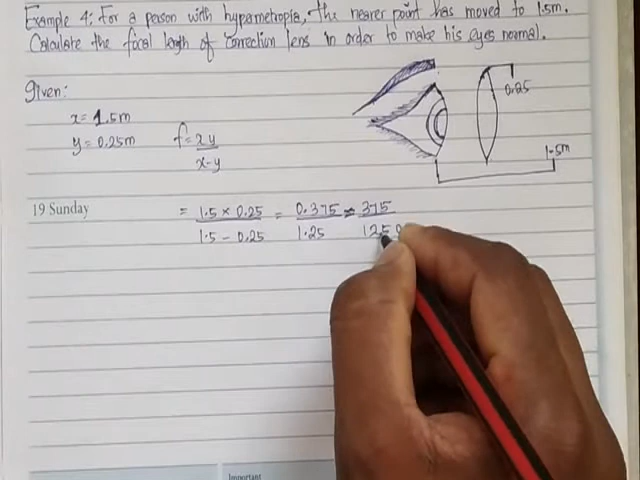 Example 4: For a person with hypermetropia, the nearer point has moved to 1.5m.
Calculate the focal length of correction lens in order to make his eyes normal.
Given:
x = 1.5m
y = 0.25m
f = xy
x-y
0.25
1.5m
19 Sunday
= 1.5 × 0.25 = 0.375 = 375
1.5 - 0.25 1.25 1250
Important